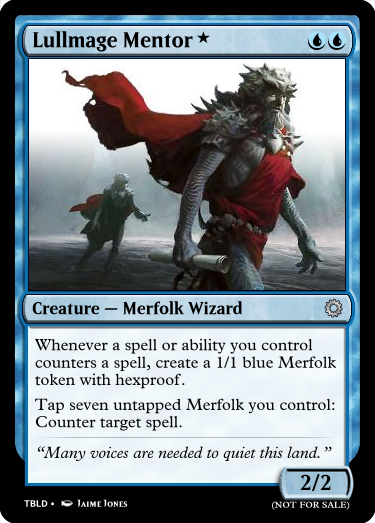 Lullmage Mentor ★
Creature — Merfolk Wizard
Whenever a spell or ability you control
counters a spell, create a 1/1 blue Merfolk
token with hexproof.
Tap seven untapped Merfolk you control:
Counter target spell.
“Many voices are needed to quiet this land.”
2/2
TBLD • Jaime Jones
(NOT FOR SALE)